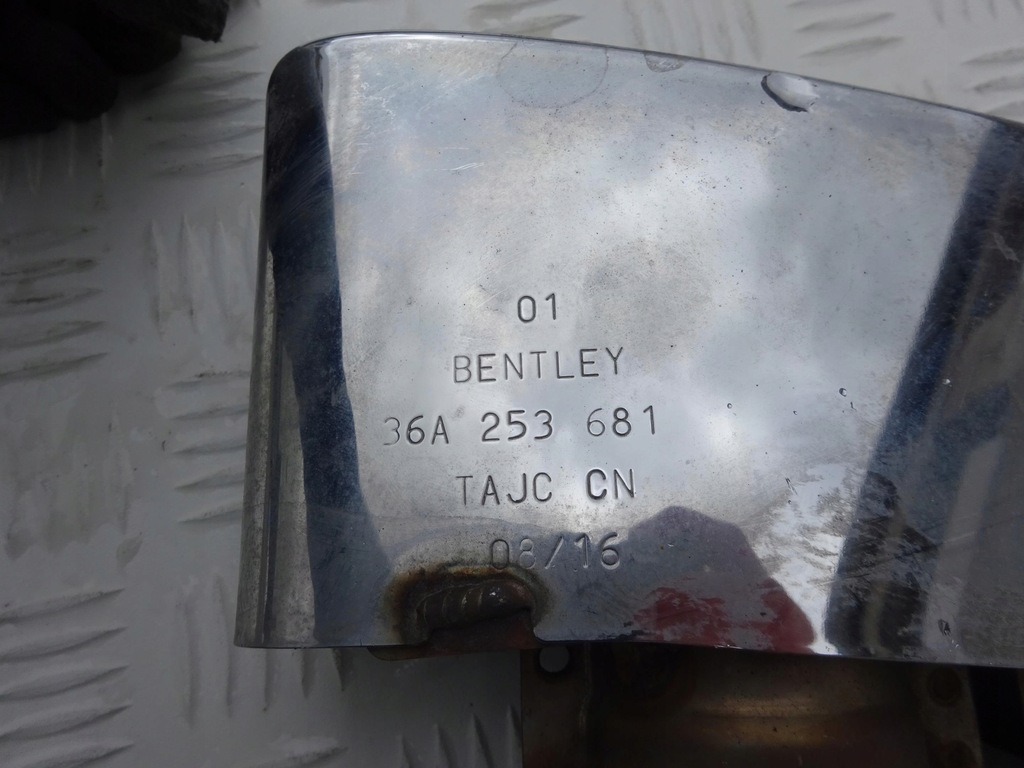 01
BENTLEY
36A 253 681
TAJC CN
08/16